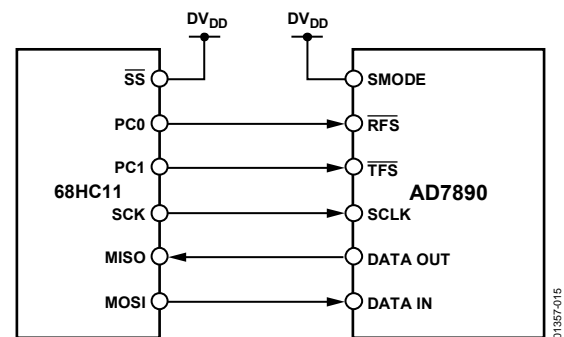 DVDD DVDD
SS SMODE
PC0 RFS
PC1 TFS
68HC11 AD7890
SCK SCLK
MISO DATA OUT
MOSI DATA IN
01357-015